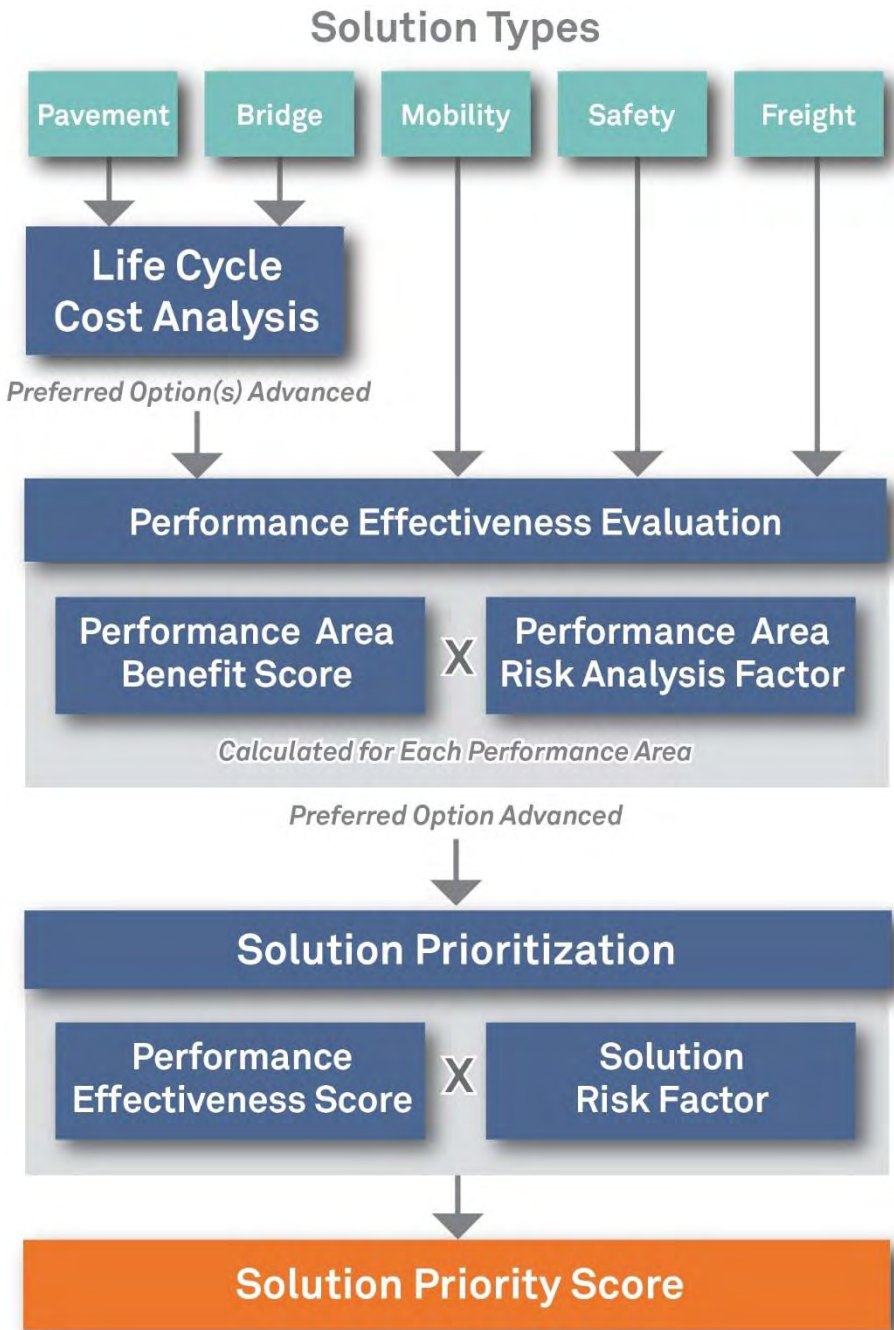 Solution Types
Pavement
Bridge
Mobility
Safety
Freight
Life Cycle
Cost Analysis
Preferred Option(s) Advanced
Performance Effectiveness Evaluation
Performance Area
Benefit Score
X
Performance Area
Risk Analysis Factor
Calculated for Each Performance Area
Preferred Option Advanced
Solution Prioritization
Performance
Effectiveness Score
X
Solution
Risk Factor
Solution Priority Score